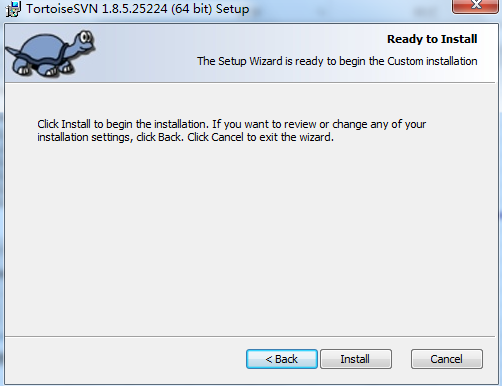 TortoiseSVN 1.8.5.25224 (64 bit) Setup
Ready to Install
The Setup Wizard is ready to begin the Custom installation
Click Install to begin the installation. If you want to review or change any of your
installation settings, click Back. Click Cancel to exit the wizard.
< Back Install Cancel